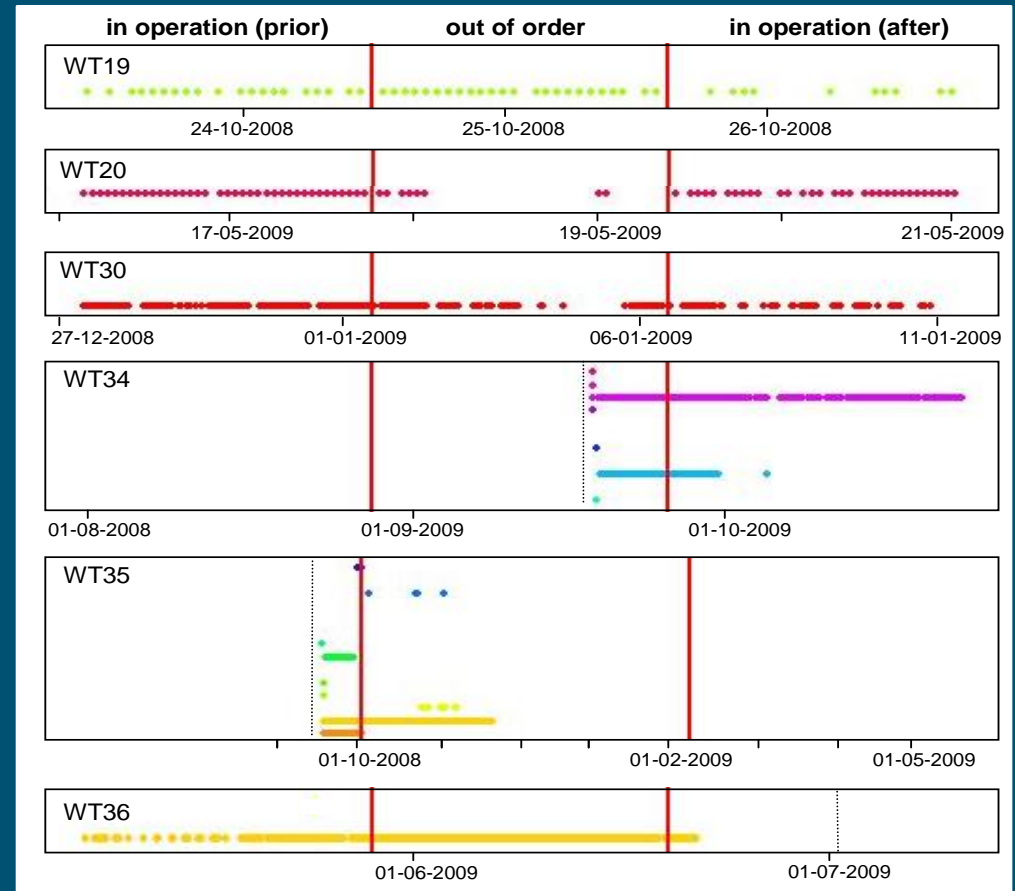 in operation (prior) out of order in operation (after)
WT19
24-10-2008 25-10-2008 26-10-2008
WT20
17-05-2009 19-05-2009 21-05-2009
WT30
27-12-2008 01-01-2009 06-01-2009 11-01-2009
WT34
01-08-2008 01-09-2009 01-10-2009
WT35
01-10-2008 01-02-2009 01-05-2009
WT36
01-06-2009 01-07-2009